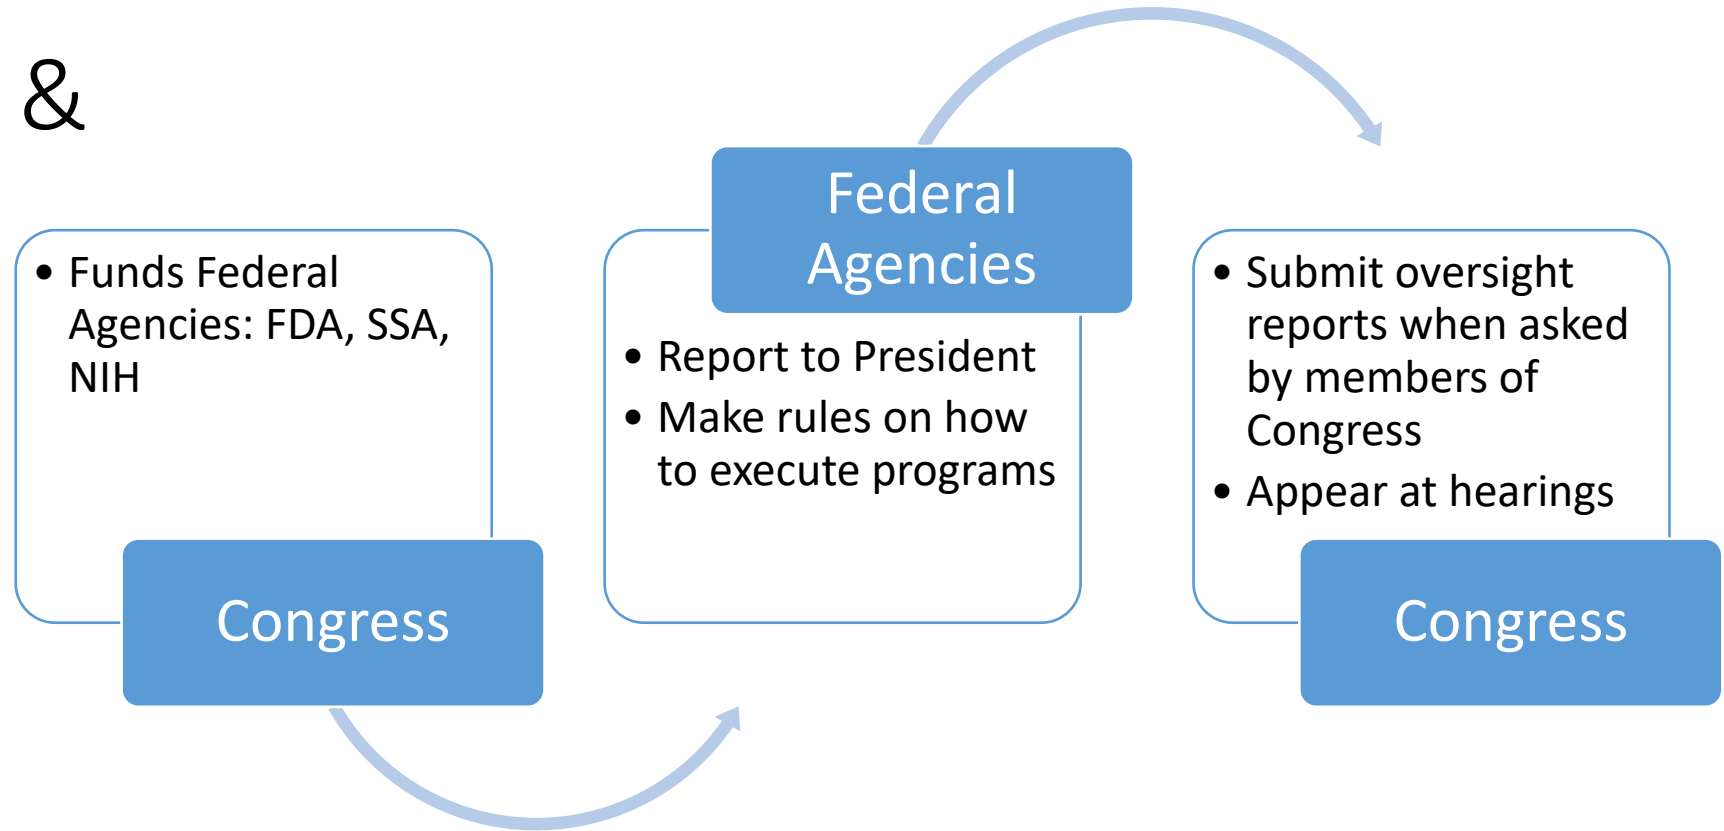 &
• Funds Federal
Agencies: FDA, SSA,
NIH
Congress
Federal
Agencies
• Report to President
• Make rules on how
to execute programs
• Submit oversight
reports when asked
by members of
Congress
• Appear at hearings
Congress